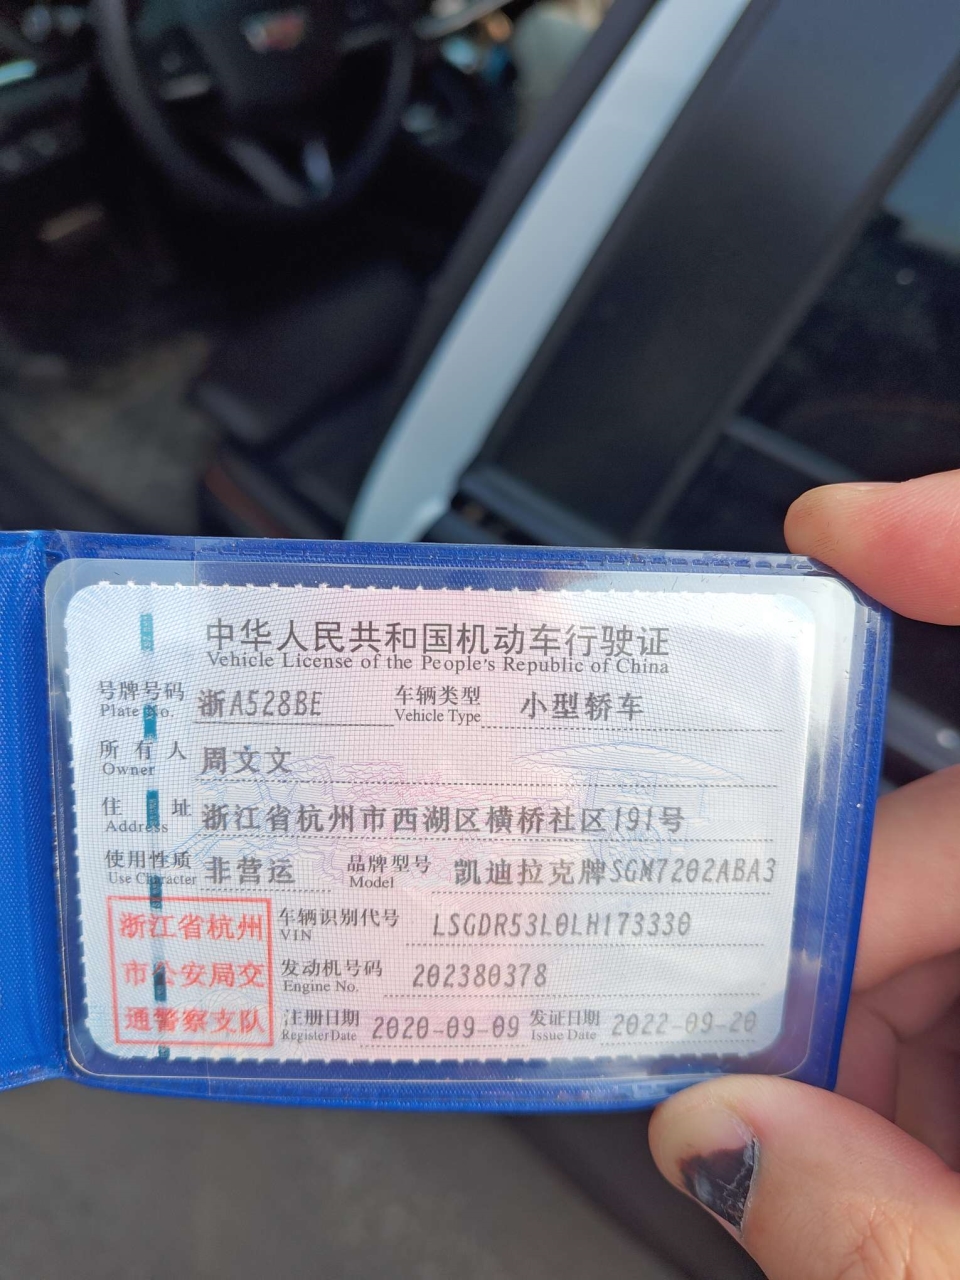 中华人民共和国机动车行驶证
Vehicle License of the People's Republic of China
号牌号码 浙A528BE 车辆类型 小型轿车
Plate No. Vehicle Type
所有人 周文文
Owner
住址 浙江省杭州市西湖区横桥社区191号
Address
使用性质 非营运 品牌型号 凯迪拉克牌SGM7202ABA3
Use Character Model
浙江省杭州
市公安局交
通警察支队
车辆识别代号 LSGDR53L0LH173330
VIN
发动机号码 202380378
Engine No.
注册日期 2020-09-09 发证日期 2022-09-20
Register Date Issue Date